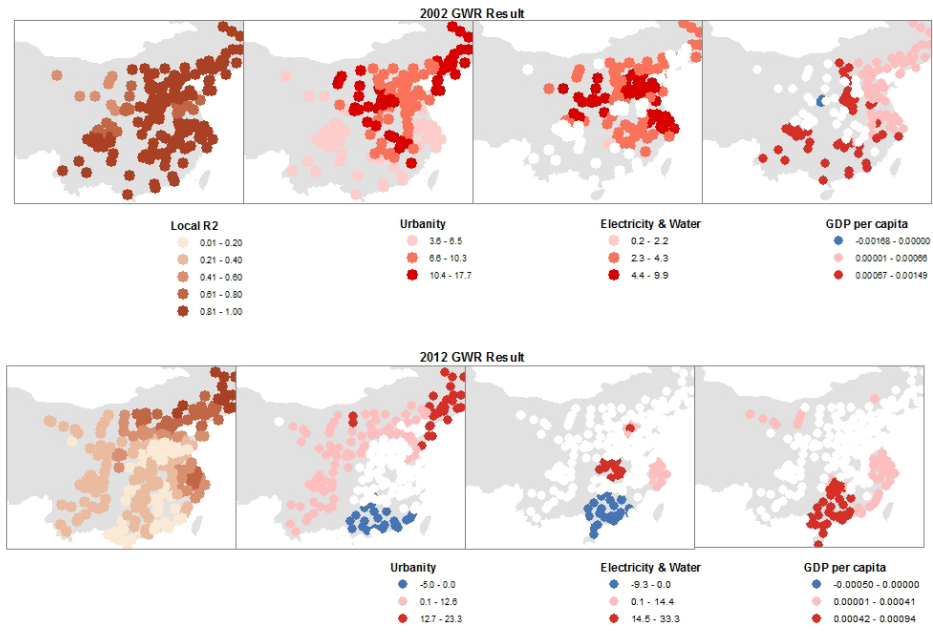 2002 GWR Result
Local R2
0.01 - 0.20
0.21 - 0.40
0.41 - 0.60
0.61 - 0.80
0.81 - 1.00
Urbanity
3.6 - 6.5
6.6 - 10.3
10.4 - 17.7
Electricity & Water
0.2 - 2.2
2.3 - 4.3
4.4 - 9.9
GDP per capita
-0.00168 - 0.00000
0.00001 - 0.00066
0.00067 - 0.00149
2012 GWR Result
Urbanity
-5.0 - 0.0
0.1 - 12.6
12.7 - 23.3
Electricity & Water
-9.3 - 0.0
0.1 - 14.4
14.5 - 33.3
GDP per capita
-0.00050 - 0.00000
0.00001 - 0.00041
0.00042 - 0.00094